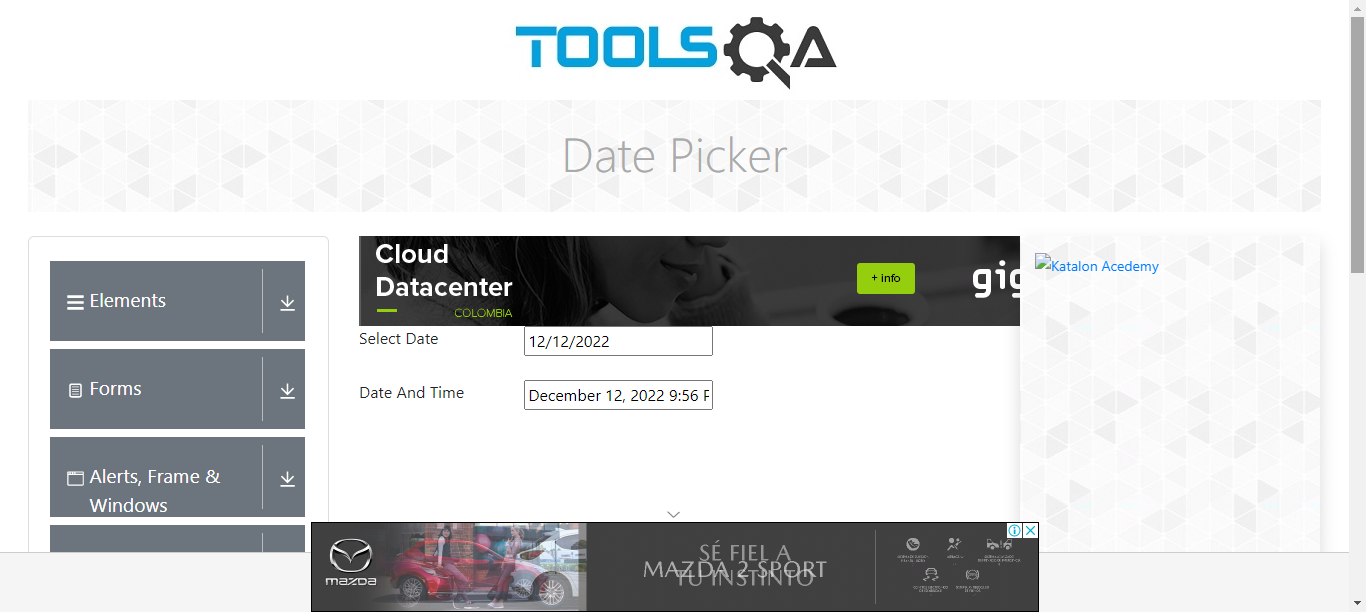 TOOLSQA
Date Picker
Elements
Forms
Alerts, Frame &
Windows
Cloud
Datacenter
COLOMBIA
+ info
gig
Katalon Acedemy
Select Date
12/12/2022
Date And Time
December 12, 2022 9:56 P
mazda
SÉ FIEL A
TU INSTINTO
MAZDA 2 SPORT